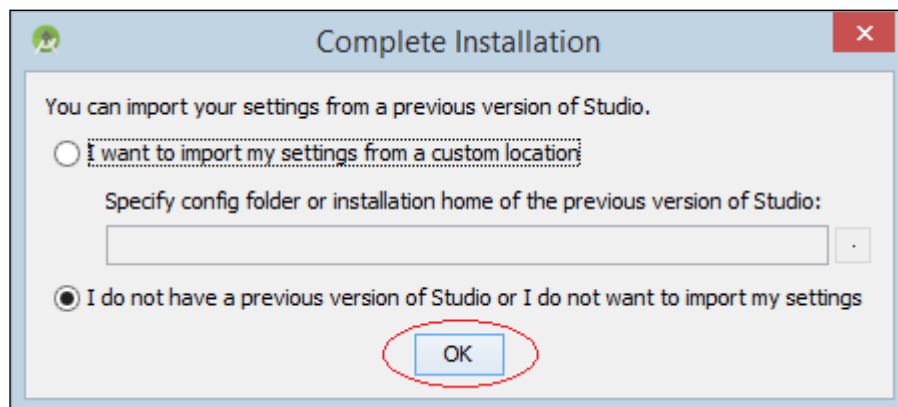 Complete Installation
You can import your settings from a previous version of Studio.
I want to import my settings from a custom location
Specify config folder or installation home of the previous version of Studio:
.
I do not have a previous version of Studio or I do not want to import my settings
OK